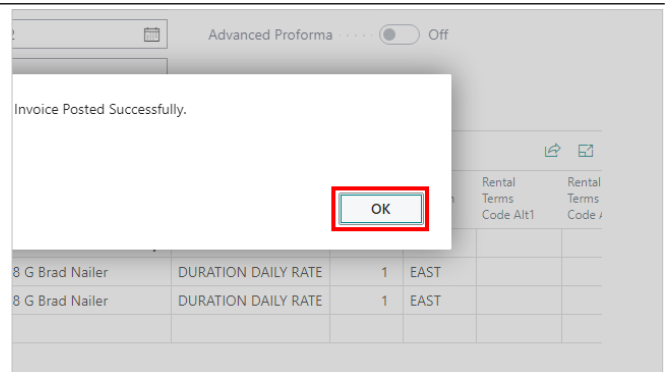 Advanced Proforma Off
Invoice Posted Successfully.
OK
Rental Terms Code Alt1
Rental Terms Code
8 G Brad Nailer DURATION DAILY RATE 1 EAST
8 G Brad Nailer DURATION DAILY RATE 1 EAST